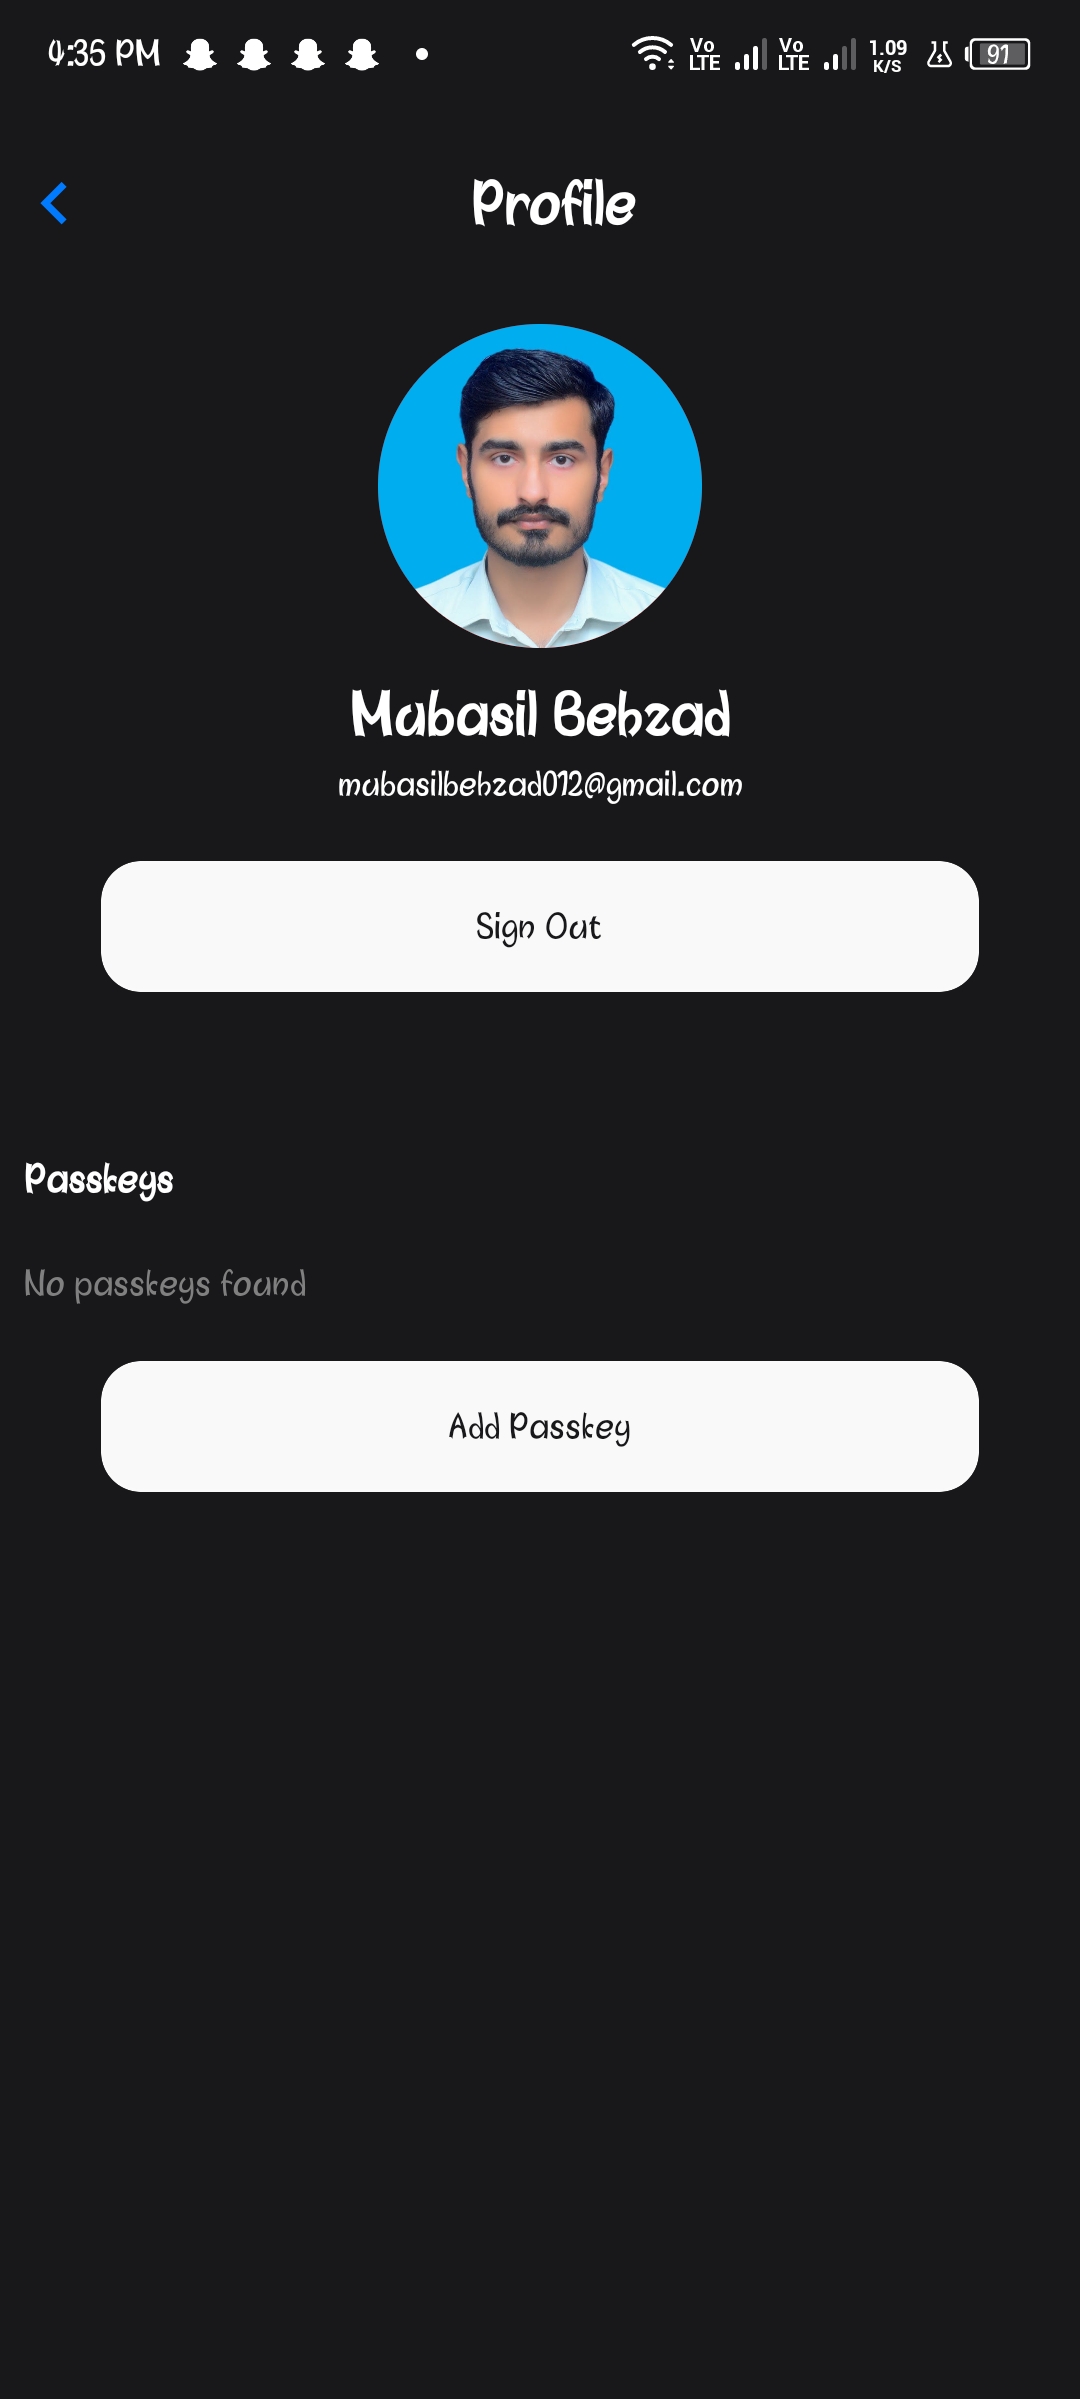 4:35 PM
Vo LTE Vo LTE 1.09 K/S 91
Profile
Mubasil Behzad
mubasilbehzad012@gmail.com
Sign Out
Passkeys
No passkeys found
Add Passkey